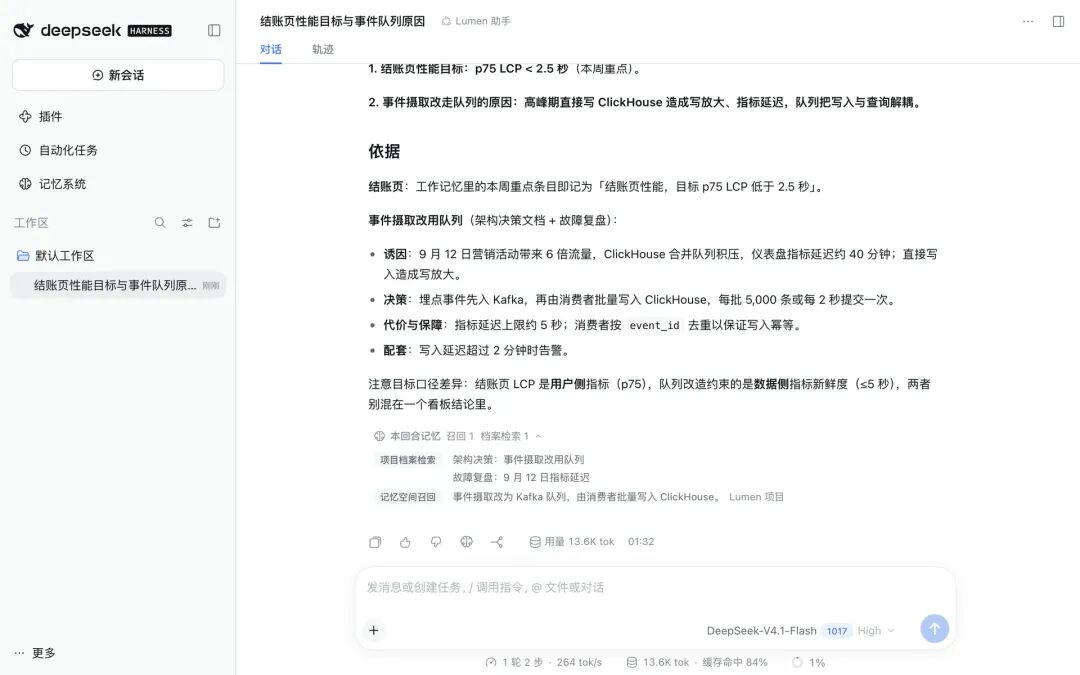 deepseek HARNESS
新会话
插件
自动化任务
记忆系统
工作区
默认工作区
结账页性能目标与事件队列原... 刚刚
更多
结账页性能目标与事件队列原因 Lumen 助手
对话 轨迹
1. 结账页性能目标：p75 LCP < 2.5 秒（本周重点）。
2. 事件摄取改走队列的原因：高峰期直接写 ClickHouse 造成写放大、指标延迟，队列把写入与查询解耦。
依据
结账页：工作记忆里的本周重点条目即记为「结账页性能，目标 p75 LCP 低于 2.5 秒」。
事件摄取改用队列（架构决策文档 + 故障复盘）：
• 诱因：9 月 12 日营销活动带来 6 倍流量，ClickHouse 合并队列积压，仪表盘指标延迟约 40 分钟；直接写
入造成写放大。
• 决策：埋点事件先入 Kafka，再由消费者批量写入 ClickHouse，每批 5,000 条或每 2 秒提交一次。
• 代价与保障：指标延迟上限约 5 秒；消费者按 event_id 去重以保证写入幂等。
• 配套：写入延迟超过 2 分钟时告警。
注意目标口径差异：结账页 LCP 是用户侧指标（p75），队列改造约束的是数据侧指标新鲜度（≤5 秒），两者
别混在一个看板结论里。
本回合记忆 召回 1 档案检索 1
项目档案检索 架构决策：事件摄取改用队列
故障复盘：9 月 12 日指标延迟
记忆空间召回 事件摄取改为 Kafka 队列，由消费者批量写入 ClickHouse。 Lumen 项目
用量 13.6K tok 01:32
发消息或创建任务, / 调用指令, @ 文件或对话
DeepSeek-V4.1-Flash 1017 High
1 轮 2 步 · 264 tok/s 13.6K tok · 缓存命中 84% 1%